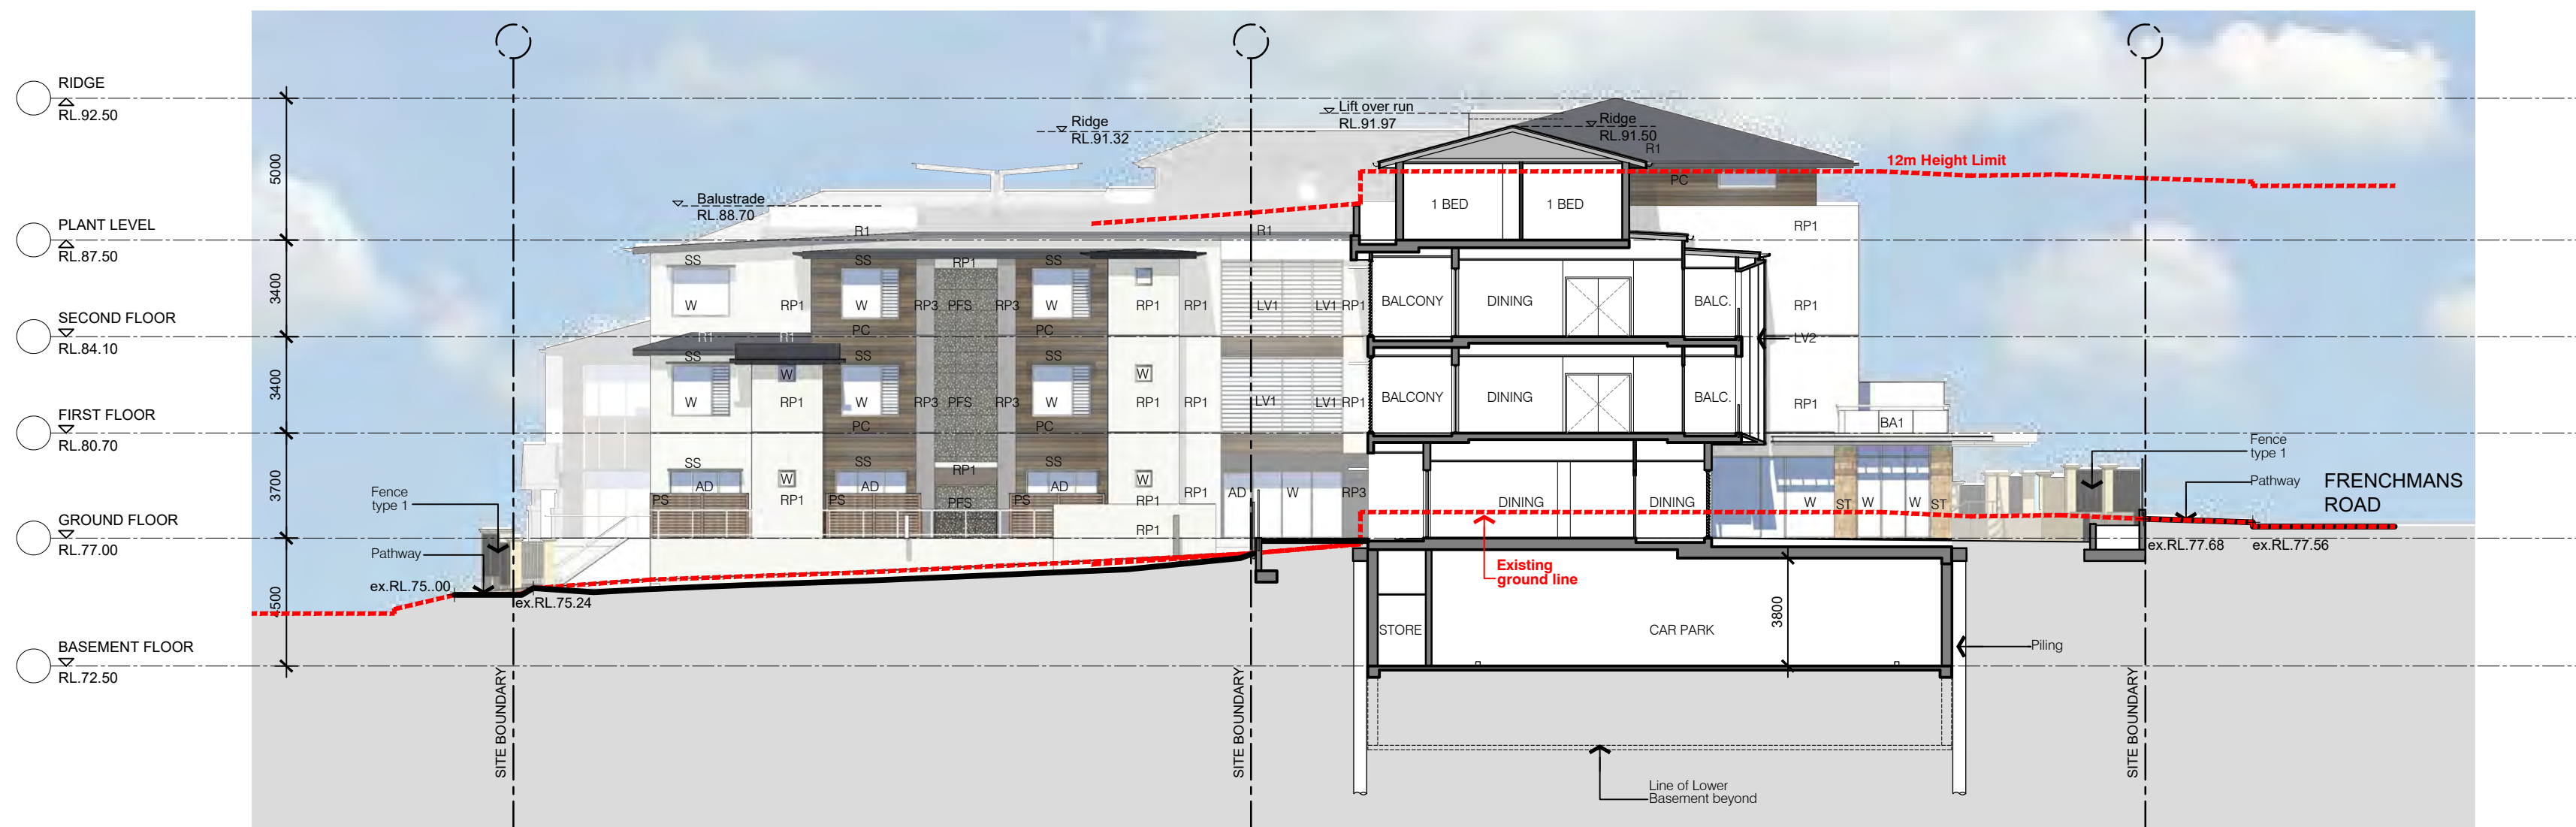 RIDGE
RL.92.50
PLANT LEVEL
RL.87.50
SECOND FLOOR
RL.84.10
FIRST FLOOR
RL.80.70
GROUND FLOOR
RL.77.00
BASEMENT FLOOR
RL.72.50
5000
3400
3400
3700
Balustrade
RL.88.70
Ridge
RL.91.32
Lift over run
RL.91.97
Ridge
RL.91.50
R1
12m Height Limit
PC
1 BED
1 BED
RP1
R1
R1
SS
SS
RP1
SS
W
RP1
W
RP3
PFS
RP3
W
RP1
RP1
LV1
LV1
RP1
BALCONY
DINING
BALC.
RP1
PC
PC
R1
R1
LV2
SS
SS
SS
W
W
W
RP1
W
RP3
PFS
RP3
W
W
RP1
RP1
LV1
LV1
RP1
BALCONY
DINING
BALC.
RP1
PC
PC
BA1
SS
SS
RP1
SS
AD
W
AD
AD
W
PS
RP1
PS
PFS
PS
RP1
RP1
AD
W
RP3
DINING
DINING
W
ST
W
W
ST
RP1
Fence
type 1
Pathway
FRENCHMANS
ROAD
ex.RL.77.68
ex.RL.77.56
Fence
type 1
Pathway
ex.RL.75..00
ex.RL.75.24
Existing
ground line
STORE
CAR PARK
3800
Piling
SITE BOUNDARY
SITE BOUNDARY
SITE BOUNDARY
Line of Lower
Basement beyond